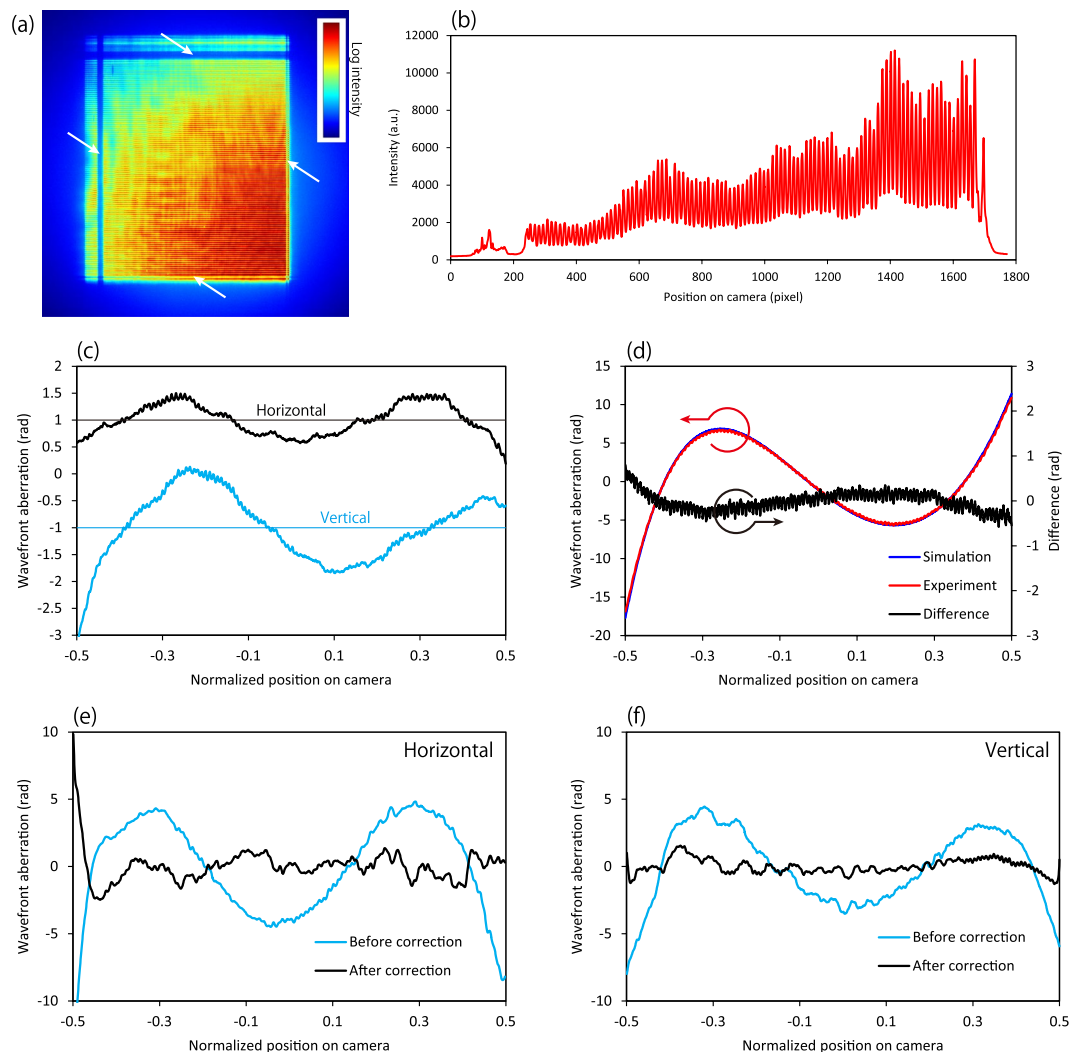 (a)
Log intensity
(b)
Intensity (a.u.)
12000
10000
8000
6000
4000
2000
0
0 200 400 600 800 1000 1200 1400 1600 1800
Position on camera (pixel)
(c)
Wavefront aberration (rad)
2
1.5
1
0.5
0
-0.5
-1
-1.5
-2
-2.5
-3
Horizontal
Vertical
-0.5 -0.3 -0.1 0.1 0.3 0.5
Normalized position on camera
(d)
Wavefront aberration (rad)
15
10
5
0
-5
-10
-15
-20
3
2
1
0
-1
-2
-3
Difference (rad)
Simulation
Experiment
Difference
-0.5 -0.3 -0.1 0.1 0.3 0.5
Normalized position on camera
(e)
Horizontal
Wavefront aberration (rad)
10
5
0
-5
-10
Before correction
After correction
-0.5 -0.3 -0.1 0.1 0.3 0.5
Normalized position on camera
(f)
Vertical
Wavefront aberration (rad)
10
5
0
-5
-10
Before correction
After correction
-0.5 -0.3 -0.1 0.1 0.3 0.5
Normalized position on camera